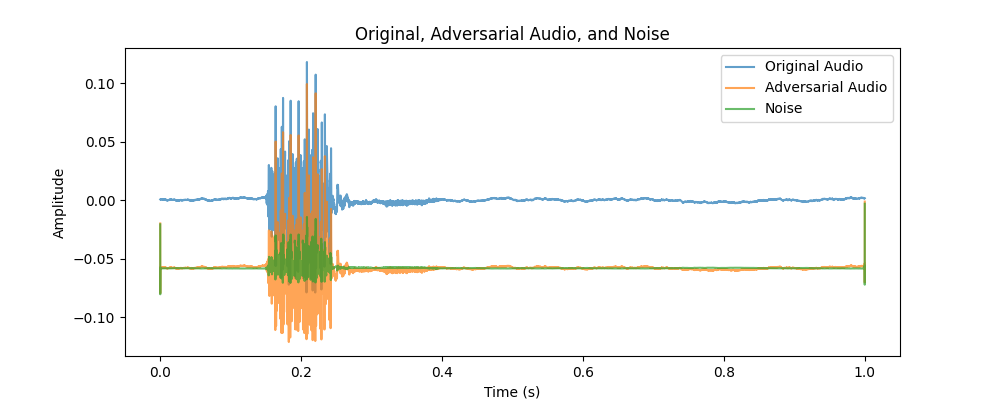 Original, Adversarial Audio, and Noise
Original Audio
Adversarial Audio
Noise
Amplitude
0.10
0.05
0.00
−0.05
−0.10
0.0
0.2
0.4
0.6
0.8
1.0
Time (s)